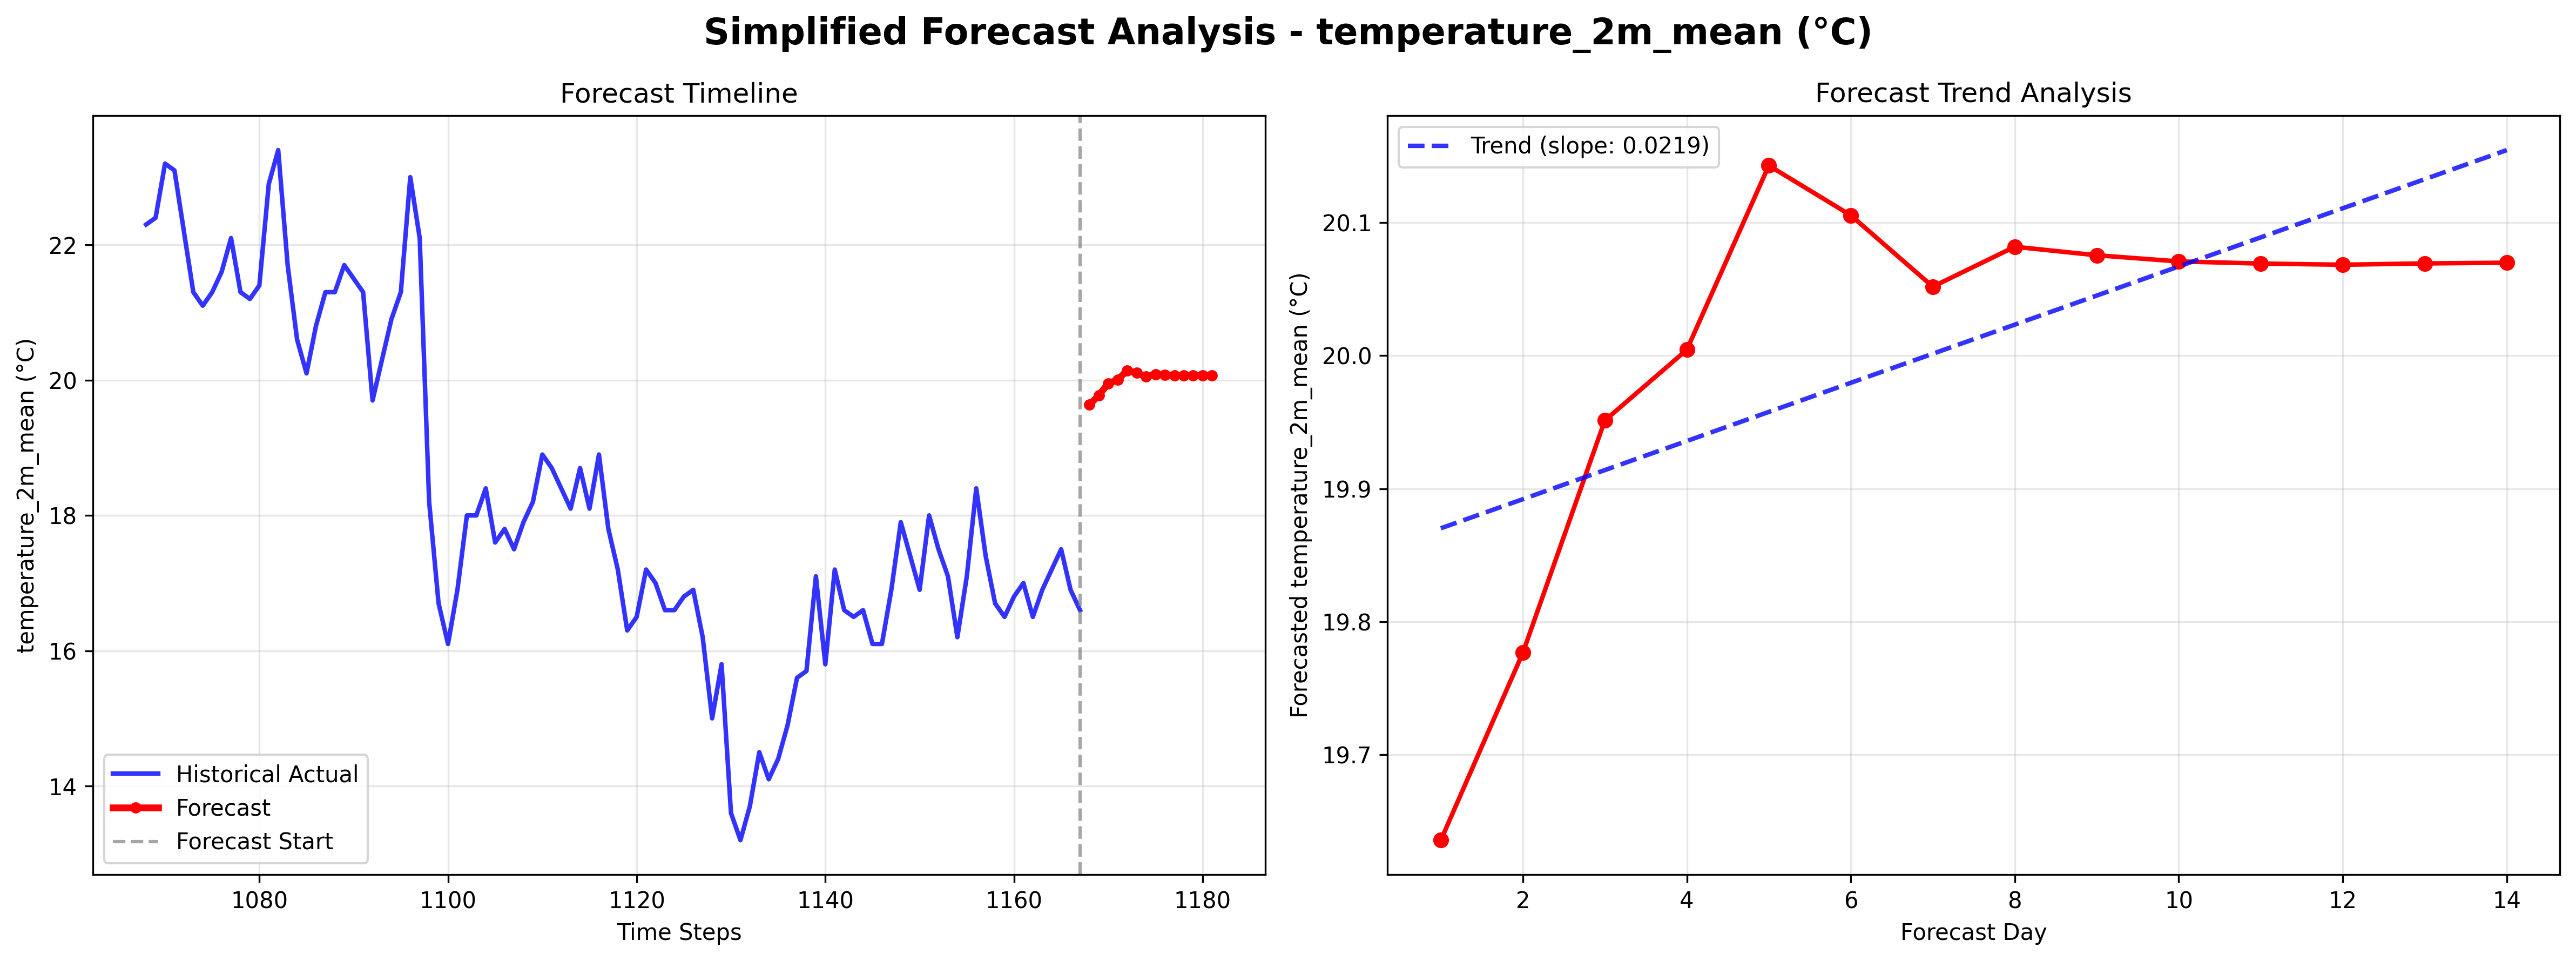 Simplified Forecast Analysis - temperature_2m_mean (°C)
Forecast Timeline
temperature_2m_mean (°C)
22
20
18
16
14
Historical Actual
Forecast
Forecast Start
1080 1100 1120 1140 1160 1180
Time Steps
Forecast Trend Analysis
Trend (slope: 0.0219)
Forecasted temperature_2m_mean (°C)
20.1
20.0
19.9
19.8
19.7
2 4 6 8 10 12 14
Forecast Day